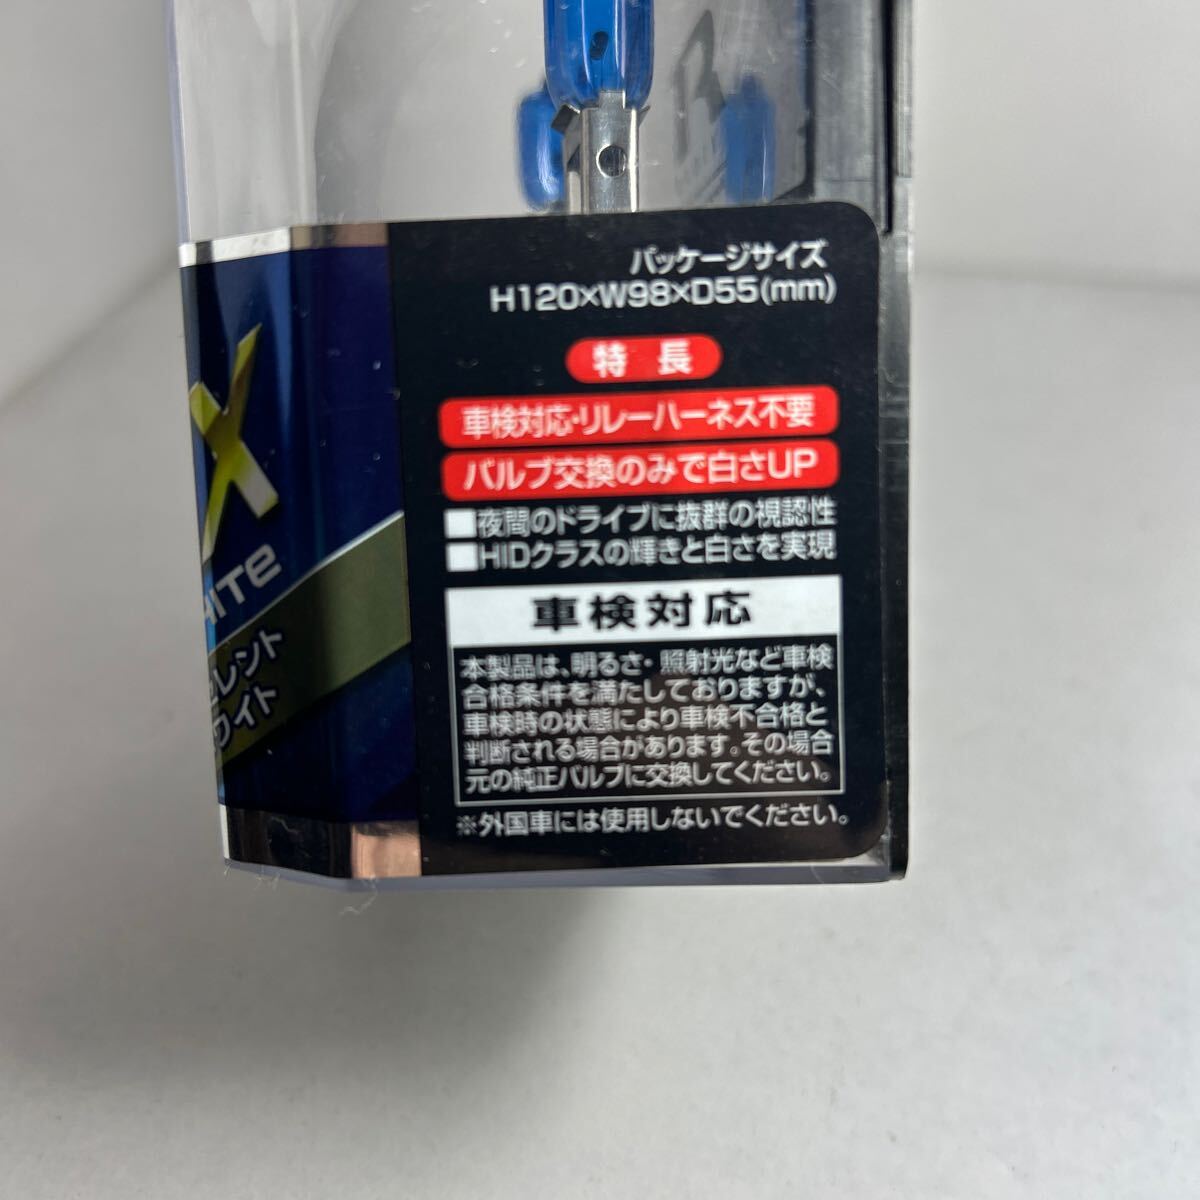 パッケージサイズ
H120×W98×D55(mm)
特長
車検対応・リレーハーネス不要
バルブ交換のみで白さUP
■夜間のドライブに抜群の視認性
■HIDクラスの輝きと白さを実現
車検対応
本製品は、明るさ・照射光など車検
合格条件を満たしておりますが、
車検時の状態により車検不合格と
判断される場合があります。その場合
元の純正バルブに交換してください。
※外国車には使用しないでください。
X
HITe
セレント
ワイト